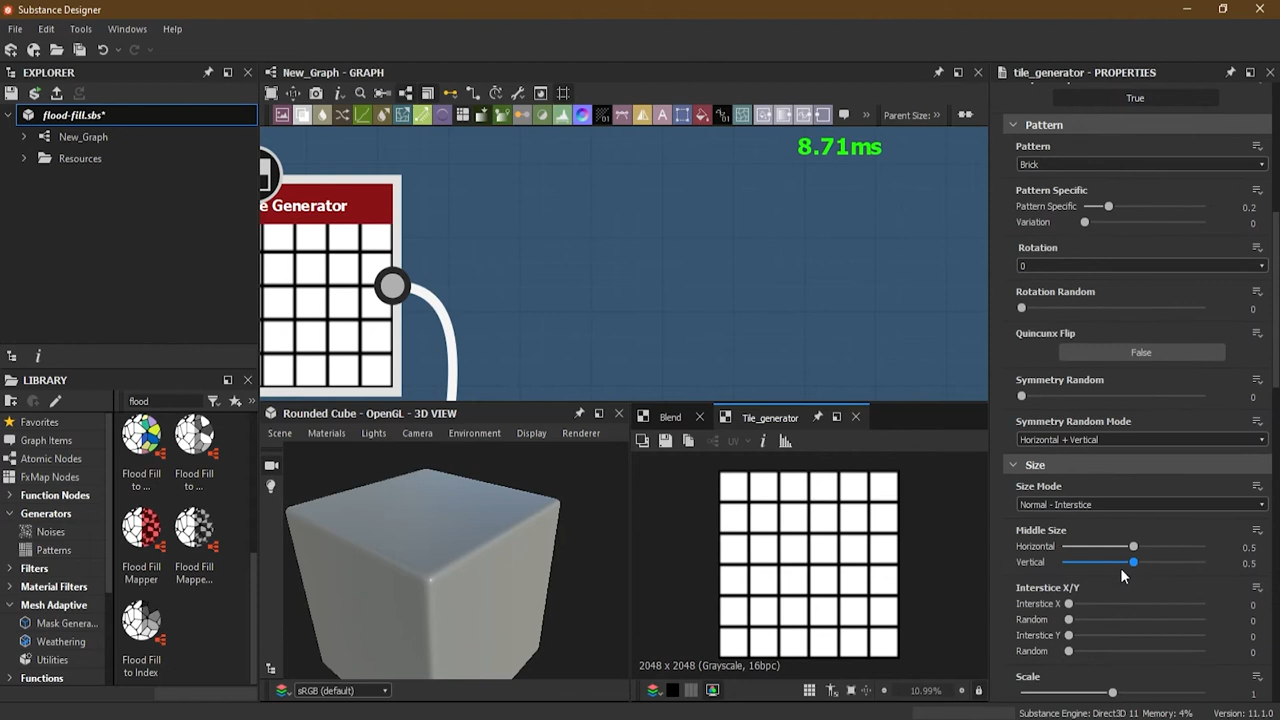 Substance Designer
File Edit Tools Windows Help
EXPLORER
flood-fill.sbs*
New_Graph
Resources
LIBRARY
flood
Favorites
Graph Items
Atomic Nodes
FxMap Nodes
Function Nodes
Generators
Noises
Patterns
Filters
Material Filters
Mesh Adaptive
Mask Genera...
Weathering
Utilities
Functions
Flood Fill to ...
Flood Fill to ...
Flood Fill Mapper
Flood Fill Mappe...
Flood Fill to Index
New_Graph - GRAPH
Parent Size:
8.71ms
e Generator
Rounded Cube - OpenGL - 3D VIEW
Scene Materials Lights Camera Environment Display Renderer
sRGB (default)
Blend
Tile_generator
UV
2048 x 2048 (Grayscale, 16bpc)
10.99%
tile_generator - PROPERTIES
True
Pattern
Pattern
Brick
Pattern Specific
Pattern Specific 0.2
Variation 0
Rotation
0
Rotation Random
0
Quincunx Flip
False
Symmetry Random
0
Symmetry Random Mode
Horizontal + Vertical
Size
Size Mode
Normal - Interstice
Middle Size
Horizontal 0.5
Vertical 0.5
Interstice X/Y
Interstice X 0
Random 0
Interstice Y 0
Random 0
Scale
1
Substance Engine: Direct3D 11 Memory: 4% Version: 11.1.0